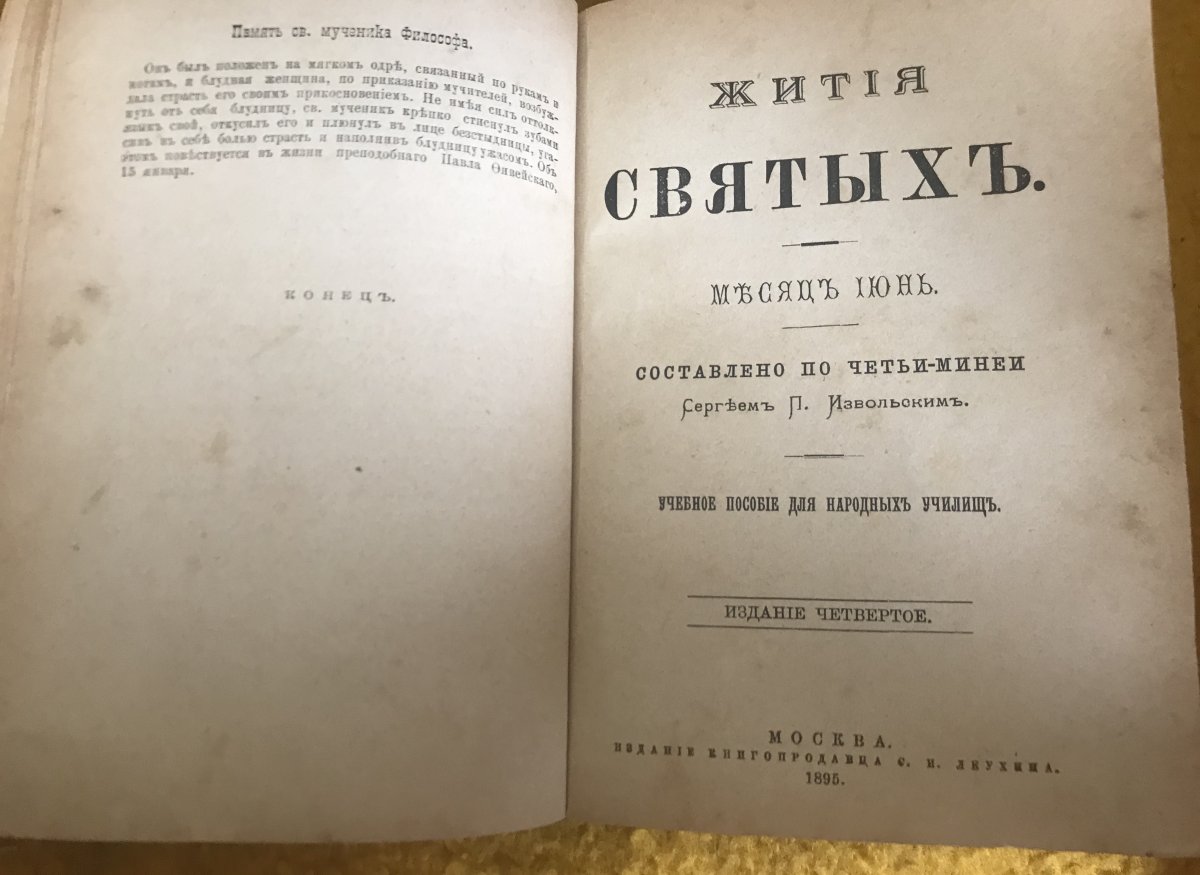 Память св. мученика Философа.
Онъ былъ положенъ на мягкомъ одрѣ, связанный по рукамъ и
ногамъ, и блудная женщина, по приказанію мучителей, возбуж-
дала страсть его своимъ прикосновеніемъ. Не имѣя силъ оттолк-
нуть отъ себя блудницу, св. мученикъ крѣпко стиснулъ зубами
языкъ свой, откусилъ его и плюнулъ въ лице безстыдницы, уга-
сивъ въ себѣ болью страсть и наполнивъ блудницу ужасомъ. Объ
этомъ повѣствуется въ жизни преподобнаго Павла Ѳивейскаго,
15 января.
КОНЕЦЪ.
ЖИТІЯ
СВЯТЫХЪ.
МѢСЯЦЪ ІЮНЬ.
СОСТАВЛЕНО ПО ЧЕТЬИ-МИНЕИ
Сергѣемъ П. Извольскимъ.
УЧЕБНОЕ ПОСОБІЕ ДЛЯ НАРОДНЫХЪ УЧИЛИЩЪ.
ИЗДАНІЕ ЧЕТВЕРТОЕ.
МОСКВА.
ИЗДАНІЕ КНИГОПРОДАВЦА С. И. ЛЕУХИНА.
1895.